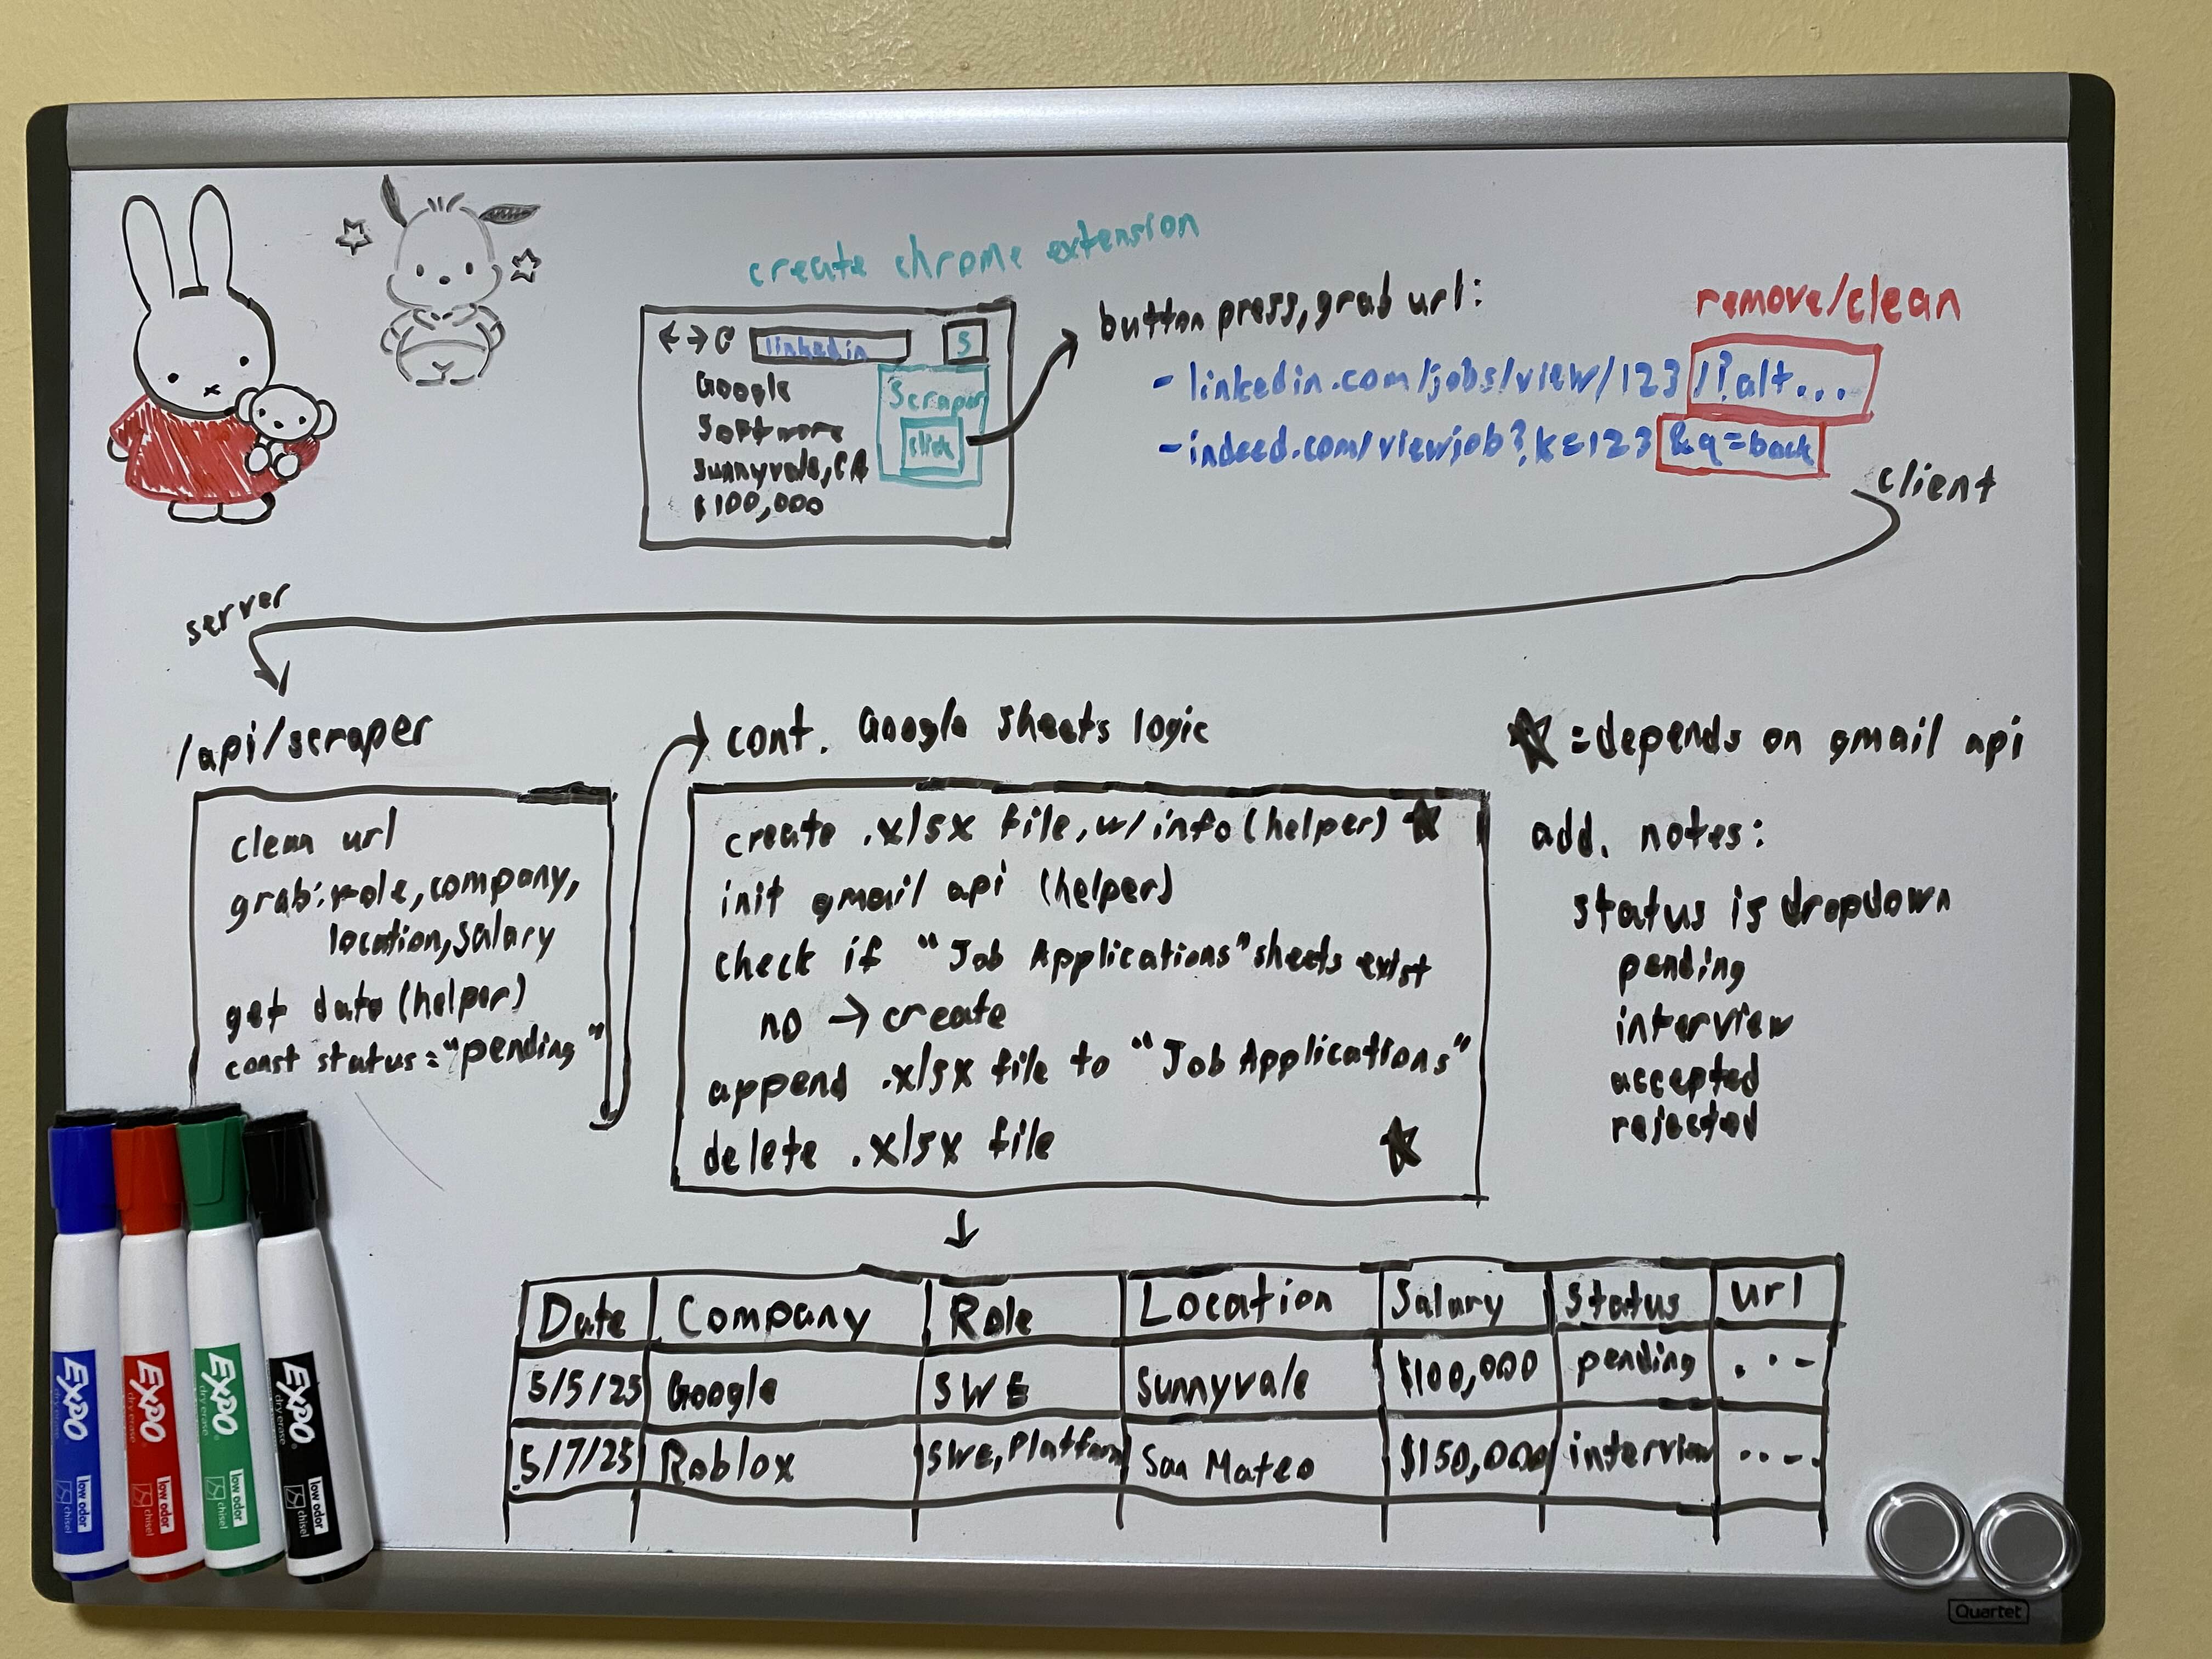 create chrome extension
← → C linkedin S
Google
Software
Sunnyvale, CA
$100,000
Scraper
click
button press, grab url:
remove/clean
- linkedin.com/jobs/view/123/?alt...
- indeed.com/viewjob?k=123&q=back
client
server
/api/scraper
clean url
grab: role, company,
location, salary
get date (helper)
const status = "pending"
cont. Google Sheets logic
create .xlsx file, w/ info (helper) ★
init gmail api (helper)
check if "Job Applications" sheets exist
no → create
append .xlsx file to "Job Applications"
delete .xlsx file ★
★ = depends on gmail api
add. notes:
status is dropdown
pending
interview
accepted
rejected
Date Company Role Location Salary Status url
5/5/25 Google SWE Sunnyvale $100,000 pending ...
5/7/25 Roblox SWE, Platform San Mateo $150,000 interview ....
EXPO dry erase low odor chisel
EXPO dry erase low odor chisel
EXPO dry erase low odor chisel
EXPO dry erase low odor chisel
Quartet